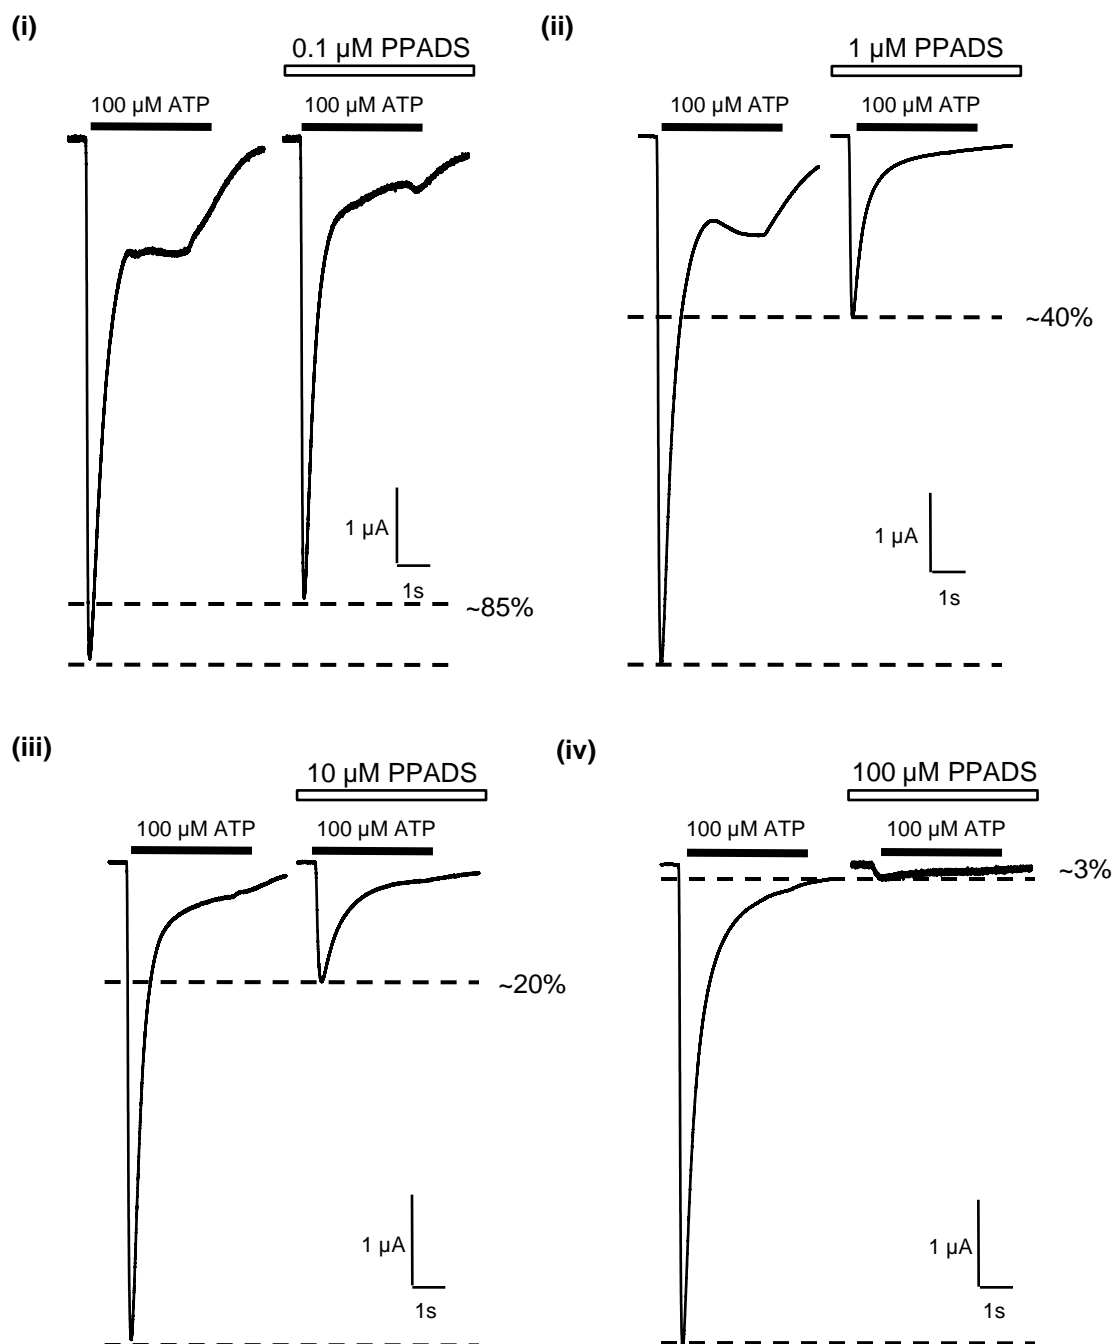 (i)
0.1 µM PPADS
100 µM ATP
100 µM ATP
1 µA
1s
~85%
(ii)
1 µM PPADS
100 µM ATP
100 µM ATP
~40%
1 µA
1s
(iii)
10 µM PPADS
100 µM ATP
100 µM ATP
~20%
1 µA
1s
(iv)
100 µM PPADS
100 µM ATP
100 µM ATP
~3%
1 µA
1s